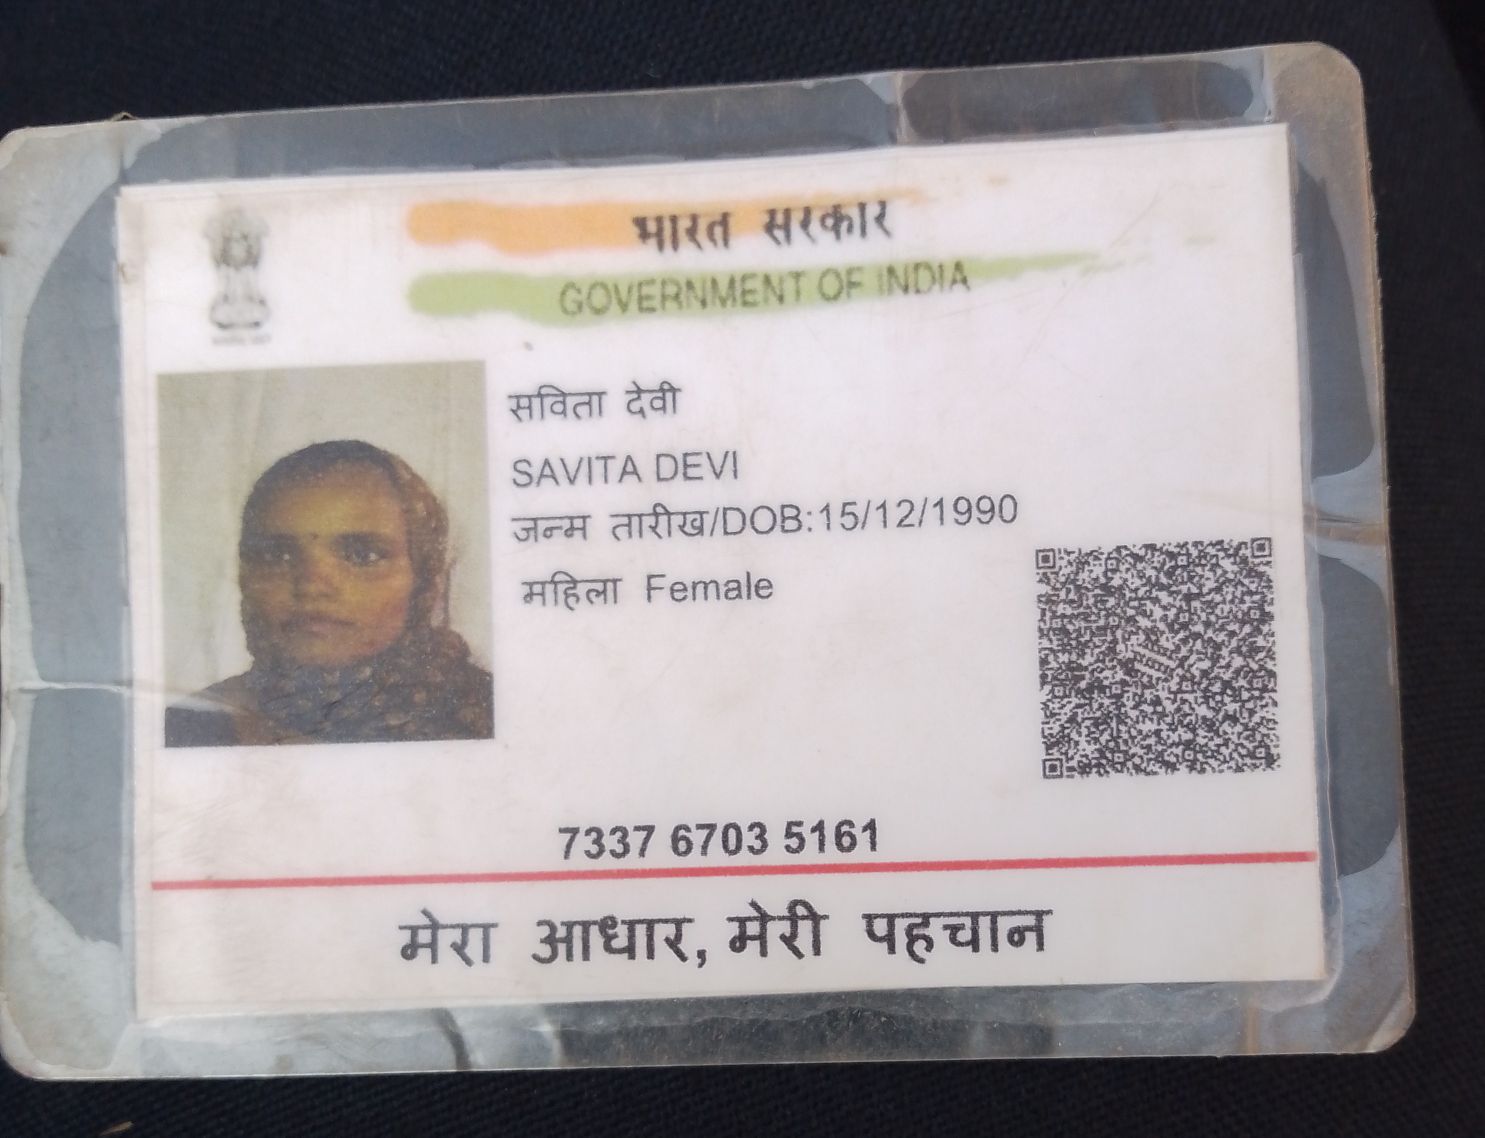 भारत सरकार
GOVERNMENT OF INDIA
सविता देवी
SAVITA DEVI
जन्म तारीख/DOB:15/12/1990
महिला Female
7337 6703 5161
मेरा आधार, मेरी पहचान